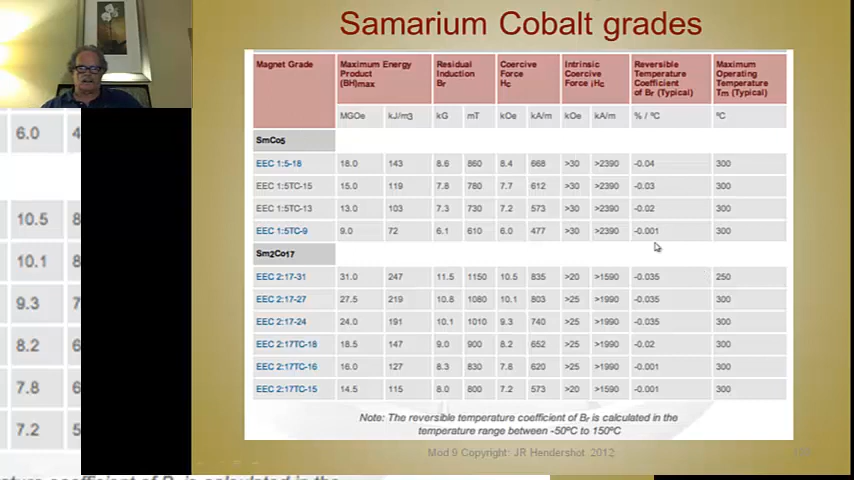 Samarium Cobalt grades
Magnet Grade Maximum Energy Product (BH)max Residual Induction Br Coercive Force Hc Intrinsic Coercive Force iHc Reversible Temperature Coefficient of Br (Typical) Maximum Operating Temperature Tm (Typical)
MGOe kJ/m3 kG mT kOe kA/m kOe kA/m % / ºC ºC
SmCo5
EEC 1:5-18 18.0 143 8.6 860 8.4 668 >30 >2390 -0.04 300
EEC 1:5TC-15 15.0 119 7.8 780 7.7 612 >30 >2390 -0.03 300
EEC 1:5TC-13 13.0 103 7.3 730 7.2 573 >30 >2390 -0.02 300
EEC 1:5TC-9 9.0 72 6.1 610 6.0 477 >30 >2390 -0.001 300
Sm2Co17
EEC 2:17-31 31.0 247 11.5 1150 10.5 835 >20 >1590 -0.035 250
EEC 2:17-27 27.5 219 10.8 1080 10.1 803 >25 >1990 -0.035 300
EEC 2:17-24 24.0 191 10.1 1010 9.3 740 >25 >1990 -0.035 300
EEC 2:17TC-18 18.5 147 9.0 900 8.2 652 >25 >1990 -0.02 300
EEC 2:17TC-16 16.0 127 8.3 830 7.8 620 >25 >1990 -0.001 300
EEC 2:17TC-15 14.5 115 8.0 800 7.2 573 >20 >1590 -0.001 300
Note: The reversible temperature coefficient of Br is calculated in the
temperature range between -50ºC to 150ºC
Mod 9 Copyright: JR Hendershot 2012
6.0 4
10.5 8
10.1 8
9.3 7
8.2 6
7.8 6
7.2 5